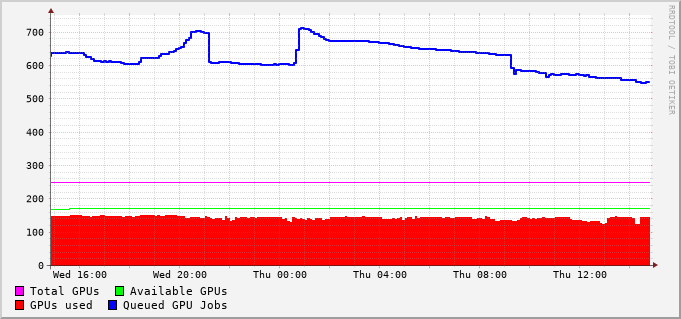 700
600
500
400
300
200
100
0
Wed 16:00 Wed 20:00 Thu 00:00 Thu 04:00 Thu 08:00 Thu 12:00
Total GPUs Available GPUs
GPUs used Queued GPU Jobs
RRDTOOL / TOBI OETIKER